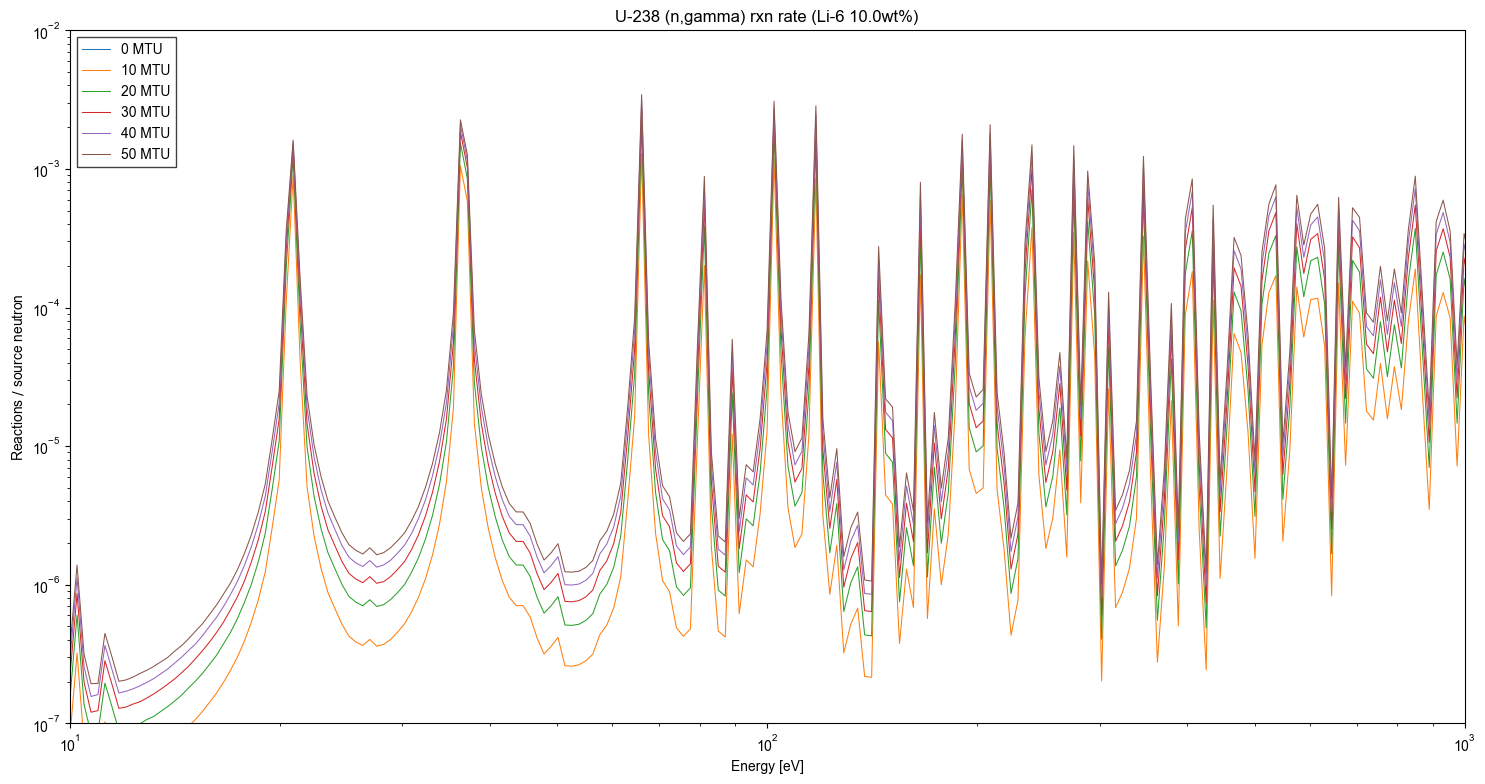 U-238 (n,gamma) rxn rate (Li-6 10.0wt%)
10⁻²
10⁻³
10⁻⁴
10⁻⁵
10⁻⁶
10⁻⁷
Reactions / source neutron
0 MTU
10 MTU
20 MTU
30 MTU
40 MTU
50 MTU
10¹
10²
10³
Energy [eV]